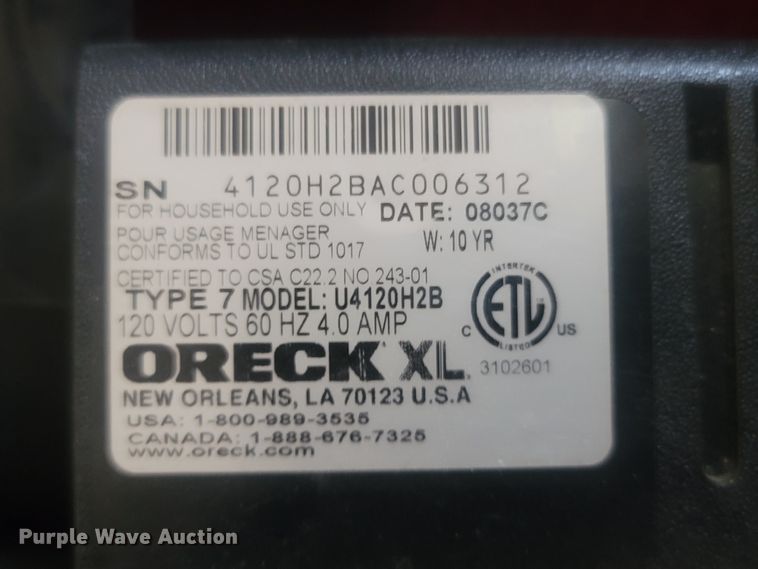 SN 4120H2BAC006312
FOR HOUSEHOLD USE ONLY DATE: 08037C
POUR USAGE MENAGER W: 10 YR
CONFORMS TO UL STD 1017
CERTIFIED TO CSA C22.2 NO 243-01
TYPE 7 MODEL: U4120H2B
120 VOLTS 60 HZ 4.0 AMP
INTERTEK
C ETL US
LISTED
ORECK XL 3102601
NEW ORLEANS, LA 70123 U.S.A
USA: 1-800-989-3535
CANADA: 1-888-676-7325
www.oreck.com
Purple Wave Auction